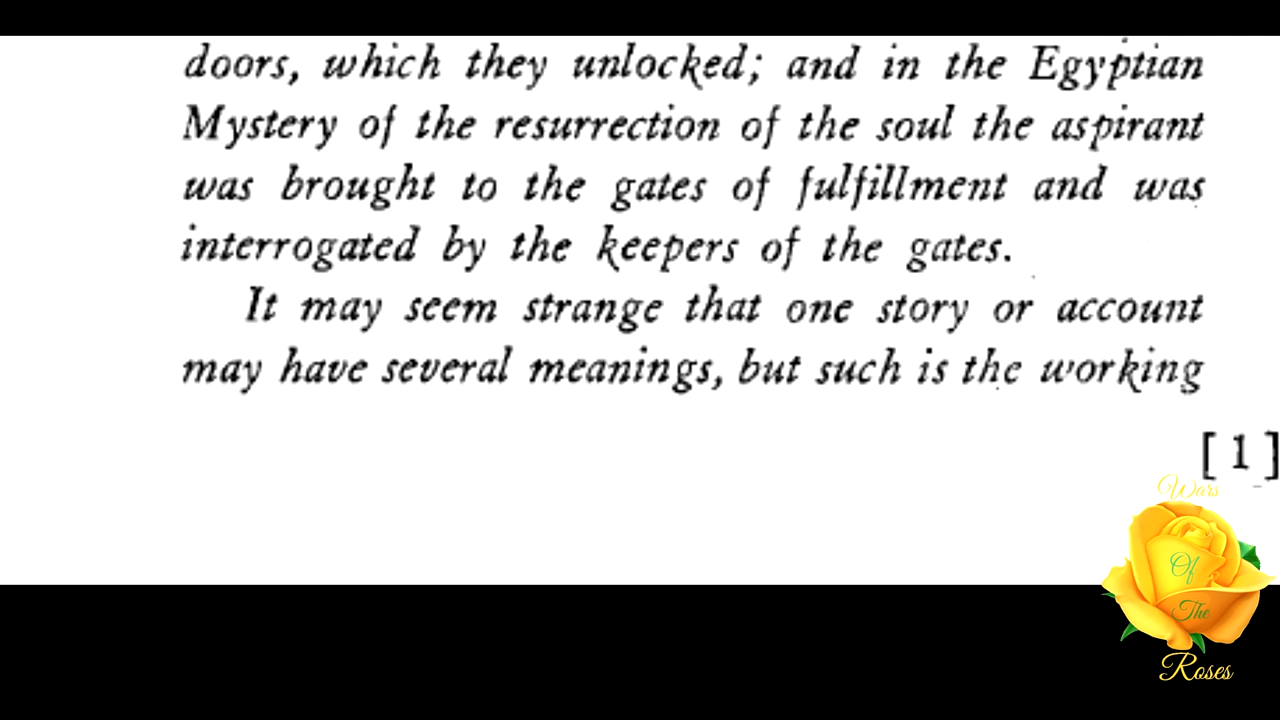 doors, which they unlocked; and in the Egyptian
Mystery of the resurrection of the soul the aspirant
was brought to the gates of fulfillment and was
interrogated by the keepers of the gates.
It may seem strange that one story or account
may have several meanings, but such is the working
[1]
Wars
Of
The
Roses